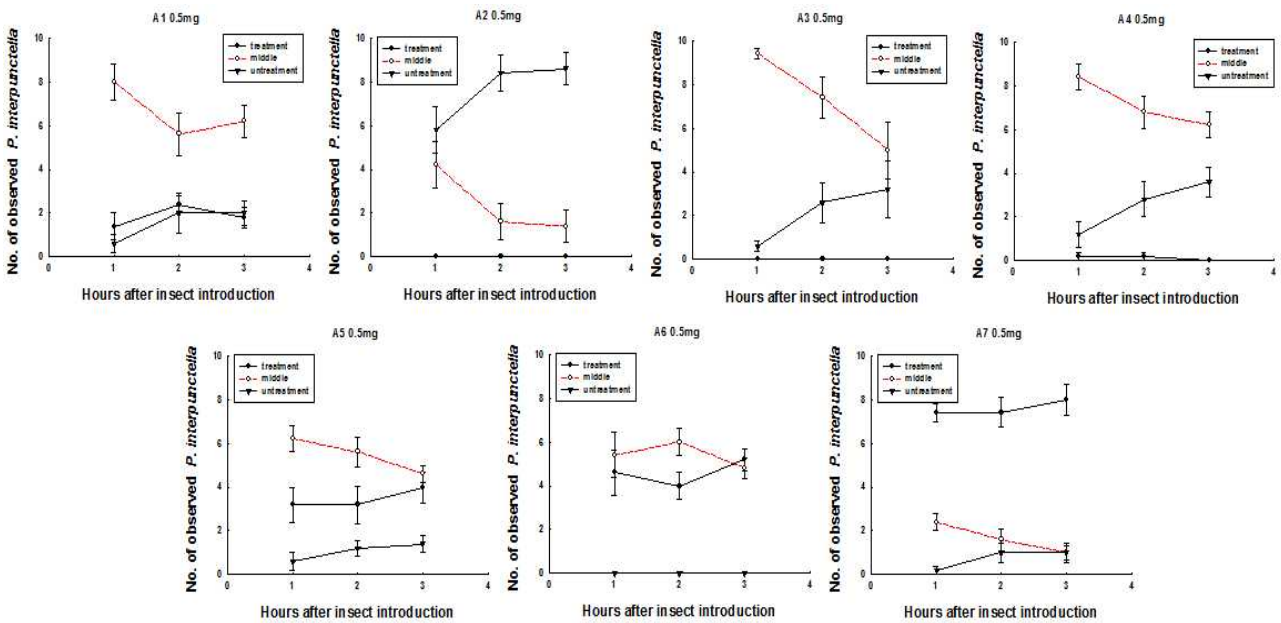 A1 0.5mg
No. of observed P. interpunctella
10
8
6
4
2
0
treatment
middle
untreatment
0 1 2 3 4
Hours after insect introduction
A2 0.5mg
No. of observed P. interpunctella
10
8
6
4
2
0
treatment
middle
untreatment
0 1 2 3 4
Hours after insect introduction
A3 0.5mg
No. of observed P. interpunctella
10
8
6
4
2
0
treatment
middle
untreatment
0 1 2 3 4
Hours after insect introduction
A4 0.5mg
No. of observed P. interpunctella
10
8
6
4
2
0
treatment
middle
untreatment
0 1 2 3 4
Hours after insect introduction
A5 0.5mg
No. of observed P. interpunctella
10
8
6
4
2
0
treatment
middle
untreatment
0 1 2 3 4
Hours after insect introduction
A6 0.5mg
No. of observed P. interpunctella
10
8
6
4
2
0
treatment
middle
untreatment
0 1 2 3 4
Hours after insect introduction
A7 0.5mg
No. of observed P. interpunctella
10
8
6
4
2
0
treatment
middle
untreatment
0 1 2 3 4
Hours after insect introduction